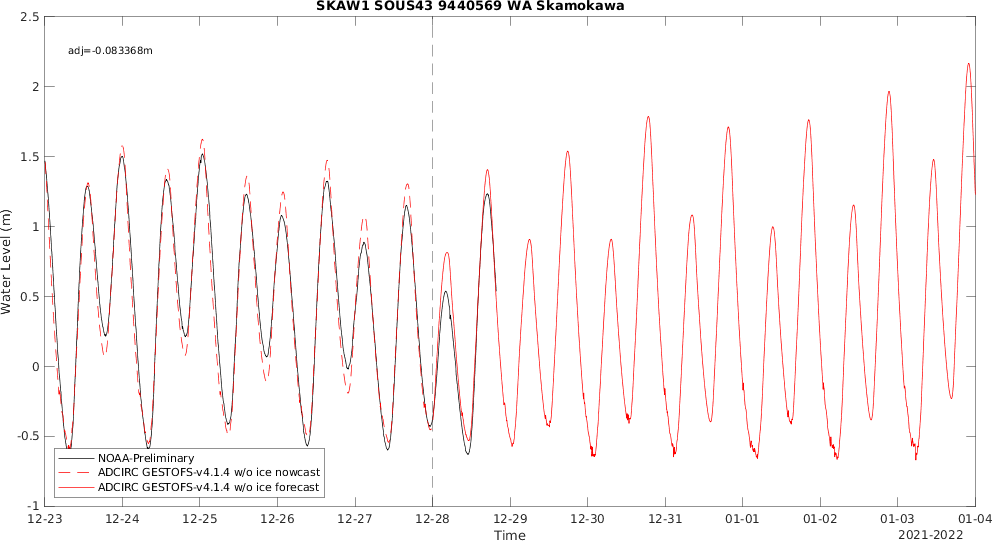 SKAW1 SOUS43 9440569 WA Skamokawa
adj=-0.083368m
2.5
2
1.5
1
0.5
0
-0.5
-1
Water Level (m)
NOAA-Preliminary
ADCIRC GESTOFS-v4.1.4 w/o ice nowcast
ADCIRC GESTOFS-v4.1.4 w/o ice forecast
12-23 12-24 12-25 12-26 12-27 12-28 12-29 12-30 12-31 01-01 01-02 01-03 01-04
Time
2021-2022